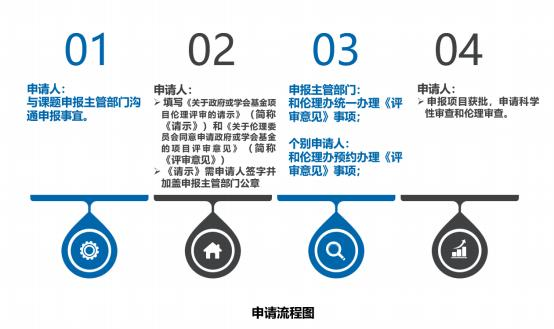 01
申请人：
与课题申报主管部门沟
通申报事宜。
02
申请人：
➢ 填写《关于政府或学会基金项
目伦理评审的请示》（简称
《请示》）和《关于伦理委
员会同意申请政府或学会基金
的项目评审意见》（简称
《评审意见》）
➢ 《请示》需申请人签字并
加盖申报主管部门公章
03
申报主管部门：
和伦理办统一办理《评
审意见》事项；
个别申请人：
和伦理办预约办理《评
审意见》事项；
04
申请人：
➢ 申报项目获批，申请科学
性审查和伦理审查。
申请流程图